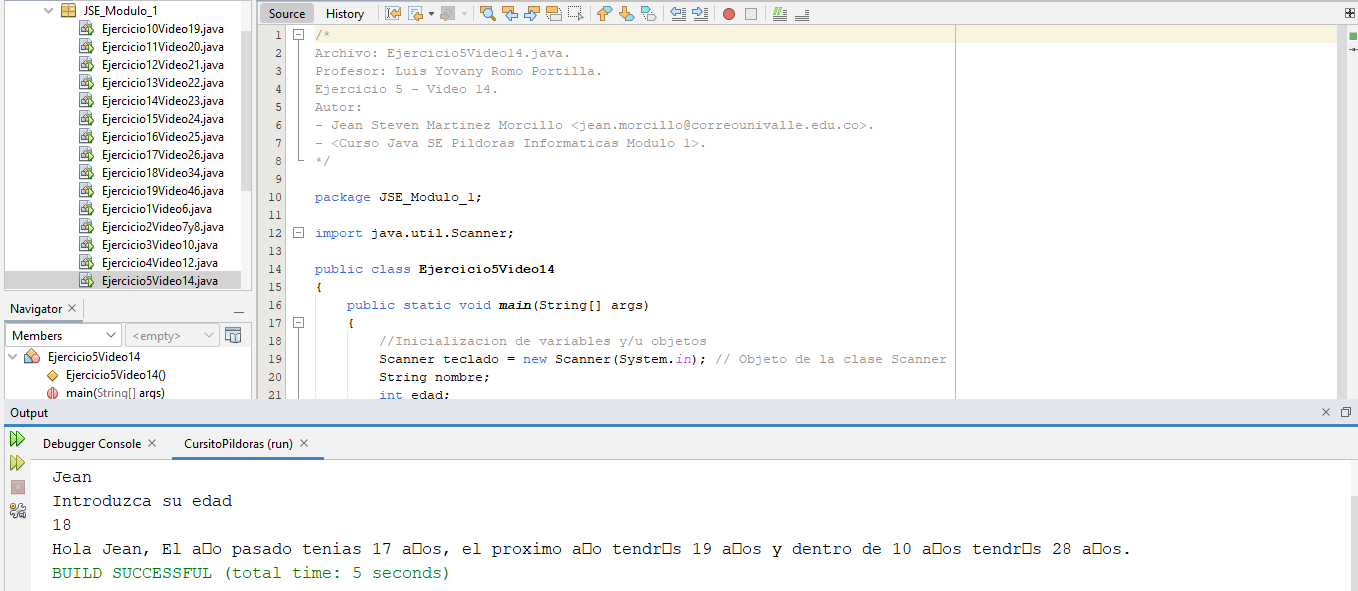 JSE_Modulo_1
Ejercicio10Video19.java
Ejercicio11Video20.java
Ejercicio12Video21.java
Ejercicio13Video22.java
Ejercicio14Video23.java
Ejercicio15Video24.java
Ejercicio16Video25.java
Ejercicio17Video26.java
Ejercicio18Video34.java
Ejercicio19Video46.java
Ejercicio1Video6.java
Ejercicio2Video7y8.java
Ejercicio3Video10.java
Ejercicio4Video12.java
Ejercicio5Video14.java
Navigator
Members <empty>
Ejercicio5Video14
Ejercicio5Video14()
main(String[] args)
Source History
1 /*
2 Archivo: Ejercicio5Video14.java.
3 Profesor: Luis Yovany Romo Portilla.
4 Ejercicio 5 - Video 14.
5 Autor:
6 - Jean Steven Martinez Morcillo <jean.morcillo@correounivalle.edu.co>.
7 - <Curso Java SE Pildoras Informaticas Modulo 1>.
8 */
9
10 package JSE_Modulo_1;
11
12 import java.util.Scanner;
13
14 public class Ejercicio5Video14
15 {
16 public static void main(String[] args)
17 {
18 //Inicializacion de variables y/u objetos
19 Scanner teclado = new Scanner(System.in); // Objeto de la clase Scanner
20 String nombre;
21 int edad;
Output
Debugger Console CursitoPildoras (run)
Jean
Introduzca su edad
18
Hola Jean, El a□o pasado tenias 17 a□os, el proximo a□o tendr□s 19 a□os y dentro de 10 a□os tendr□s 28 a□os.
BUILD SUCCESSFUL (total time: 5 seconds)